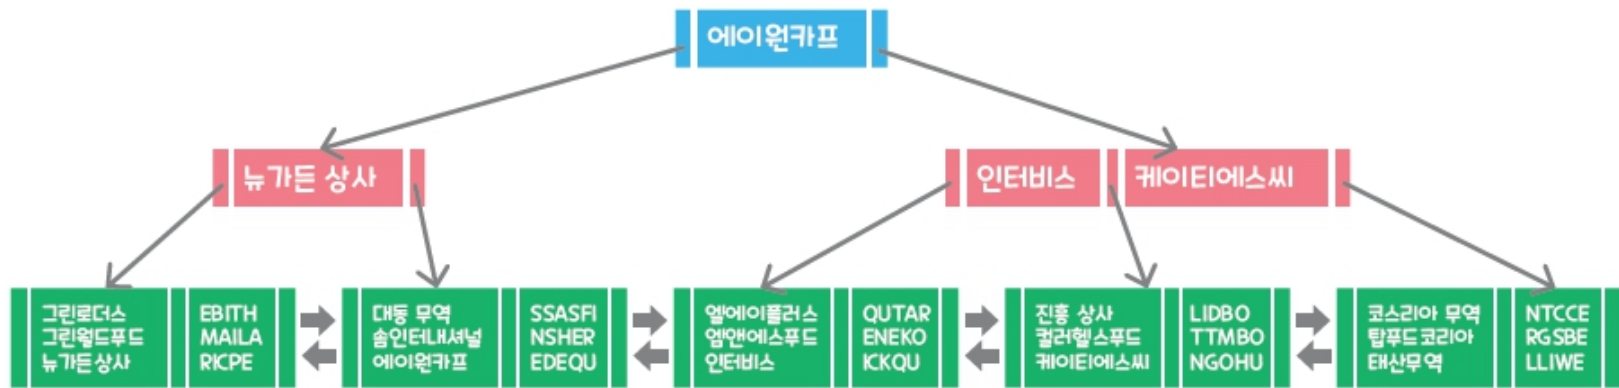 에이원카프
뉴가든 상사
인터비스
케이티에스씨
그린로더스
그린월드푸드
뉴가든상사
EBITH
MAILA
RICPE
대동 무역
솜인터내셔널
에이원카프
SSASFI
NSHER
EDEQU
엘에이플러스
엠앤에스푸드
인터비스
QUTAR
ENEKO
ICKQU
진흥 상사
컬러헬스푸드
케이티에스씨
LIDBO
TTMBO
NGOHU
코스리아 무역
탑푸드코리아
태산무역
NTCCE
RGSBE
LLIWE